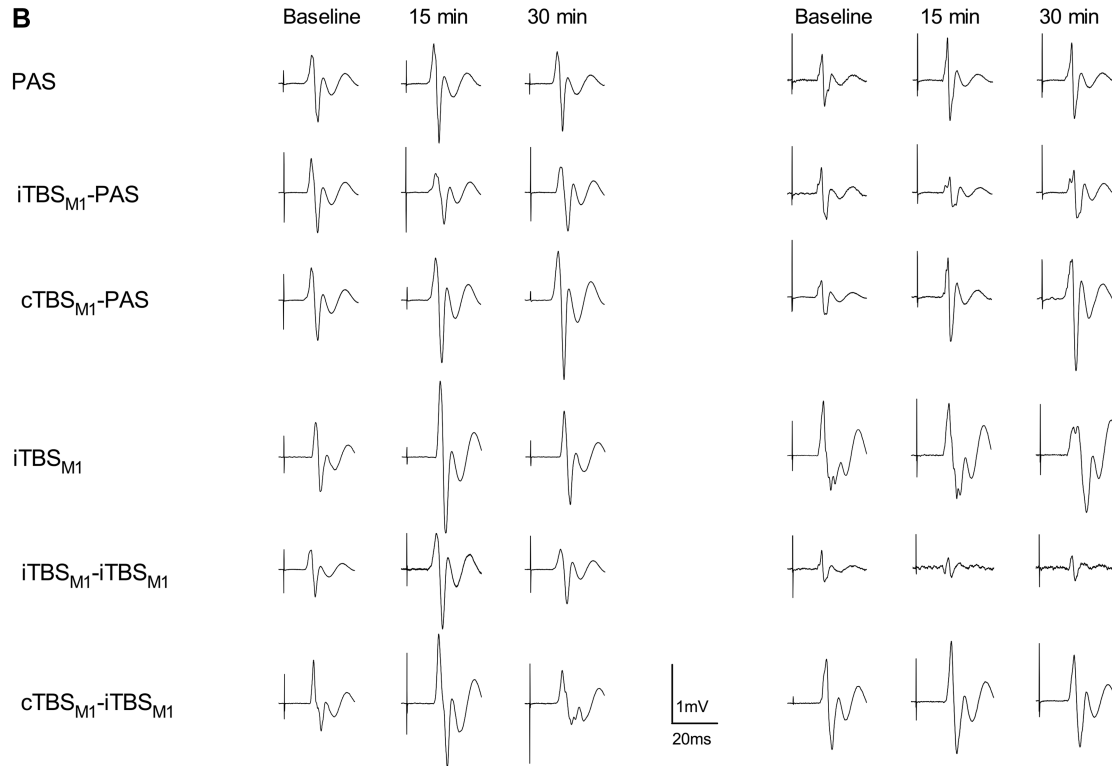 B
Baseline 15 min 30 min Baseline 15 min 30 min
PAS
iTBSM1-PAS
cTBSM1-PAS
iTBSM1
iTBSM1-iTBSM1
cTBSM1-iTBSM1
1mV
20ms